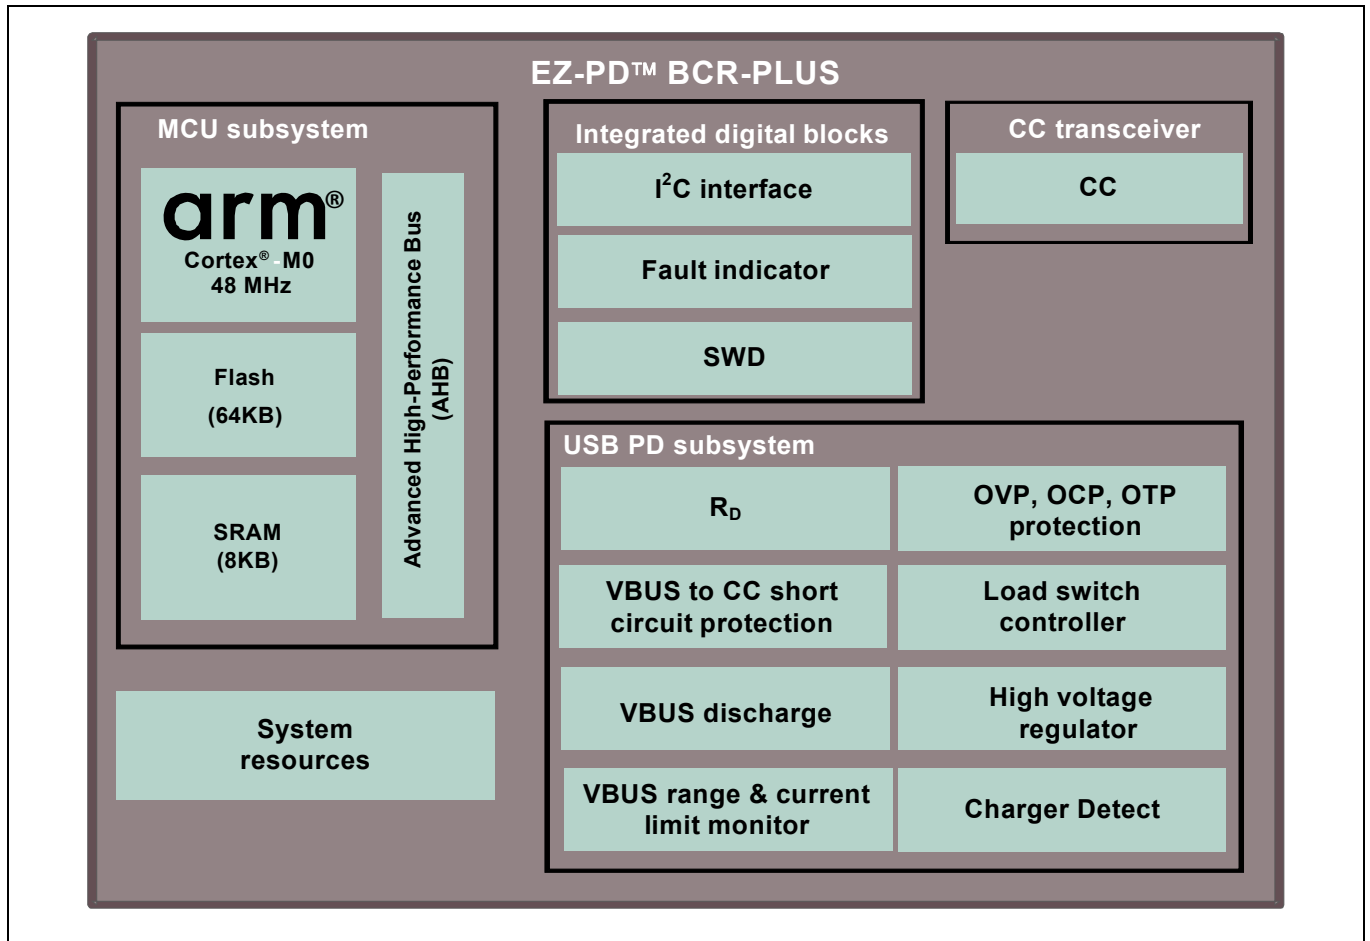 EZ-PD™ BCR-PLUS
MCU subsystem
arm®
Cortex®-M0
48 MHz
Flash
(64KB)
SRAM
(8KB)
Advanced High-Performance Bus
(AHB)
System
resources
Integrated digital blocks
I²C interface
Fault indicator
SWD
CC transceiver
CC
USB PD subsystem
R_D
OVP, OCP, OTP
protection
VBUS to CC short
circuit protection
Load switch
controller
VBUS discharge
High voltage
regulator
VBUS range & current
limit monitor
Charger Detect